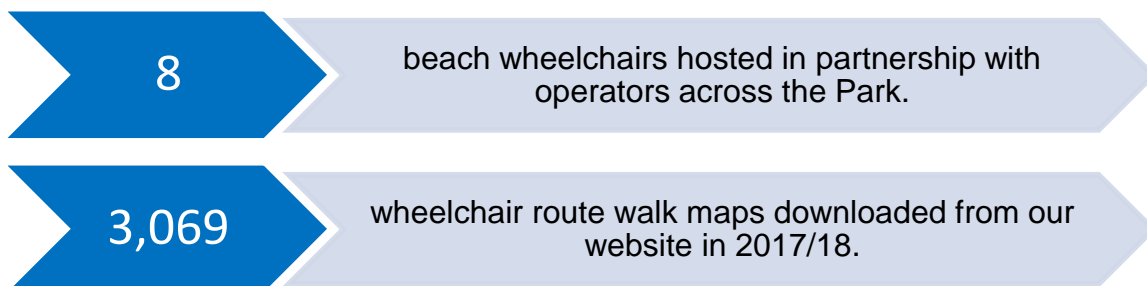 8
beach wheelchairs hosted in partnership with
operators across the Park.
3,069
wheelchair route walk maps downloaded from our
website in 2017/18.